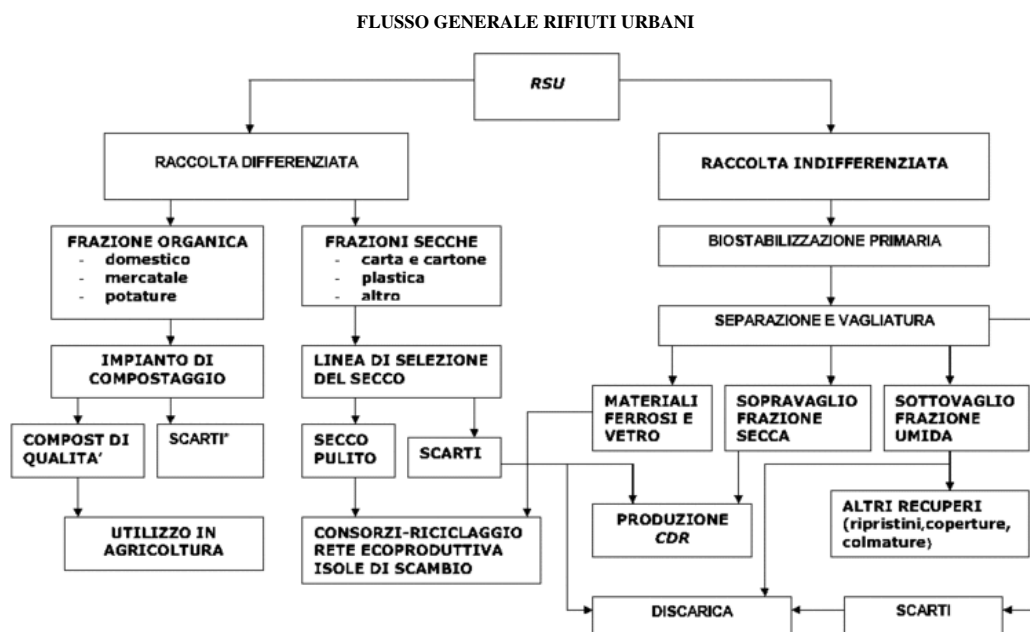 FLUSSO GENERALE RIFIUTI URBANI
RSU
RACCOLTA DIFFERENZIATA
RACCOLTA INDIFFERENZIATA
FRAZIONE ORGANICA
- domestico
- mercatale
- potature
FRAZIONI SECCHE
- carta e cartone
- plastica
- altro
BIOSTABILIZZAZIONE PRIMARIA
SEPARAZIONE E VAGLIATURA
IMPIANTO DI
COMPOSTAGGIO
LINEA DI SELEZIONE
DEL SECCO
MATERIALI
FERROSI E
VETRO
SOPRAVAGLIO
FRAZIONE
SECCA
SOTTOVAGLIO
FRAZIONE
UMIDA
COMPOST DI
QUALITA’
SCARTI*
SECCO
PULITO
SCARTI
UTILIZZO IN
AGRICOLTURA
CONSORZI-RICICLAGGIO
RETE ECOPRODUTTIVA
ISOLE DI SCAMBIO
PRODUZIONE
CDR
ALTRI RECUPERI
(ripristini,coperture,
colmature)
DISCARICA
SCARTI